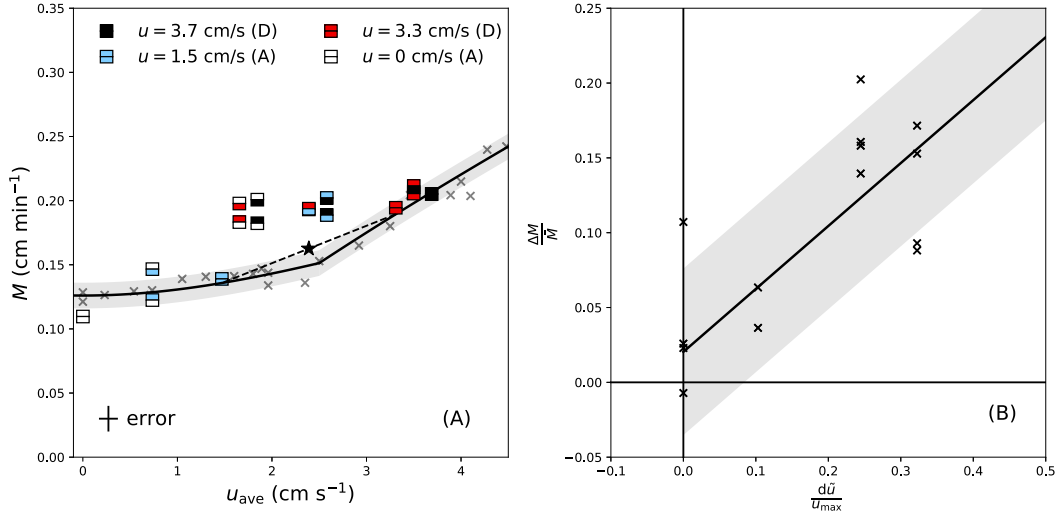 u = 3.7 cm/s (D)
u = 3.3 cm/s (D)
u = 1.5 cm/s (A)
u = 0 cm/s (A)
0.35
0.30
0.25
0.20
0.15
0.10
0.05
0.00
M (cm min⁻¹)
error
(A)
0
1
2
3
4
u_ave (cm s⁻¹)
0.25
0.20
0.15
0.10
0.05
0.00
−0.05
ΔM/M̄
(B)
−0.1
0.0
0.1
0.2
0.3
0.4
0.5
dũ/u_max